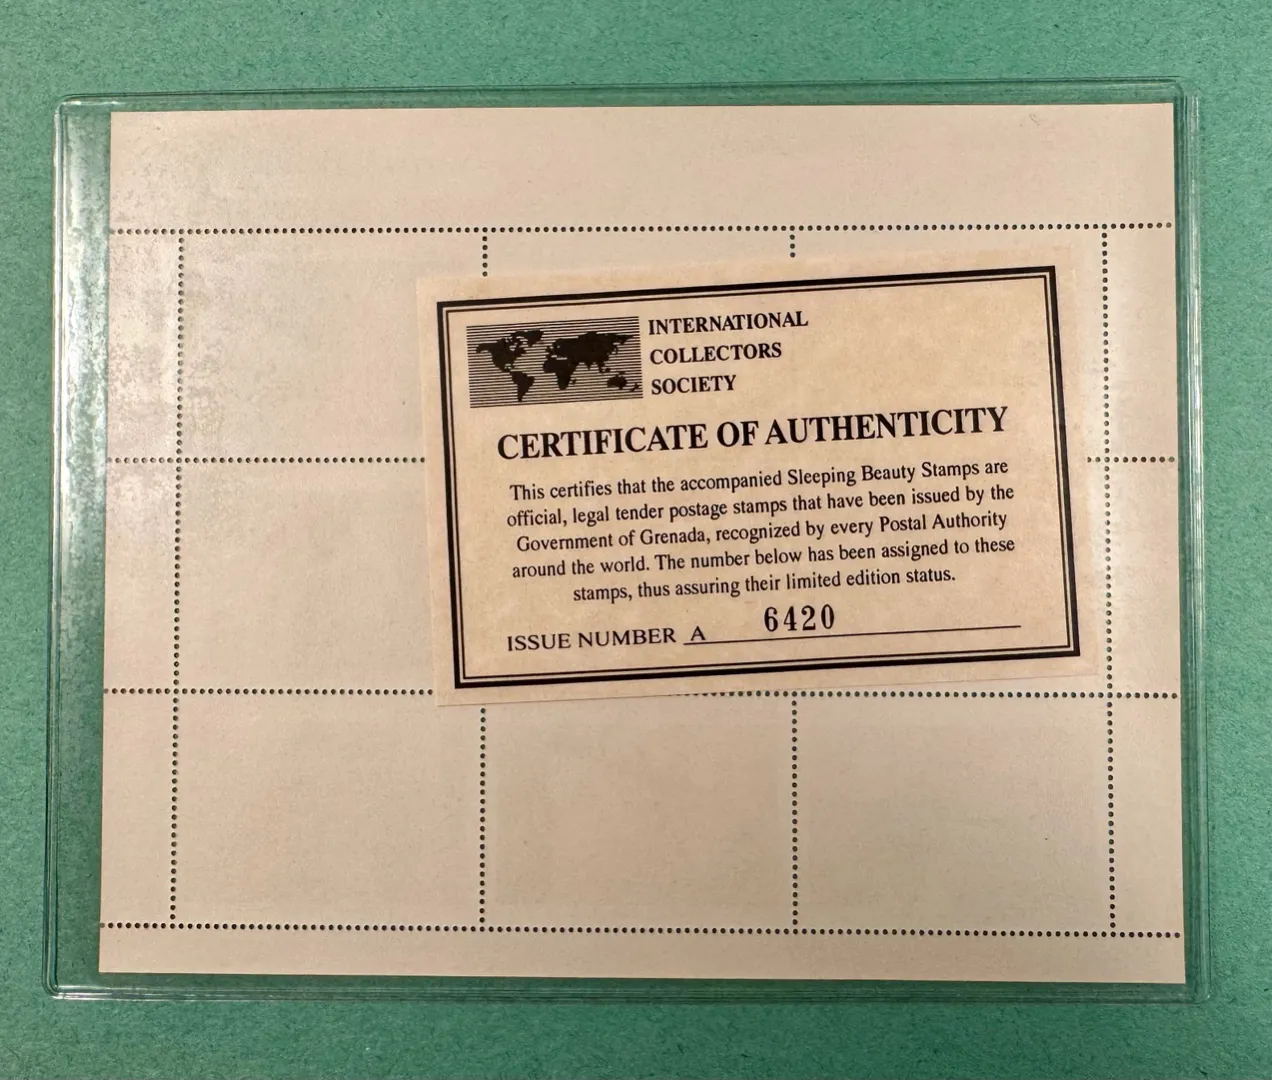 INTERNATIONAL
COLLECTORS
SOCIETY
CERTIFICATE OF AUTHENTICITY
This certifies that the accompanied Sleeping Beauty Stamps are
official, legal tender postage stamps that have been issued by the
Government of Grenada, recognized by every Postal Authority
around the world. The number below has been assigned to these
stamps, thus assuring their limited edition status.
ISSUE NUMBER A 6420